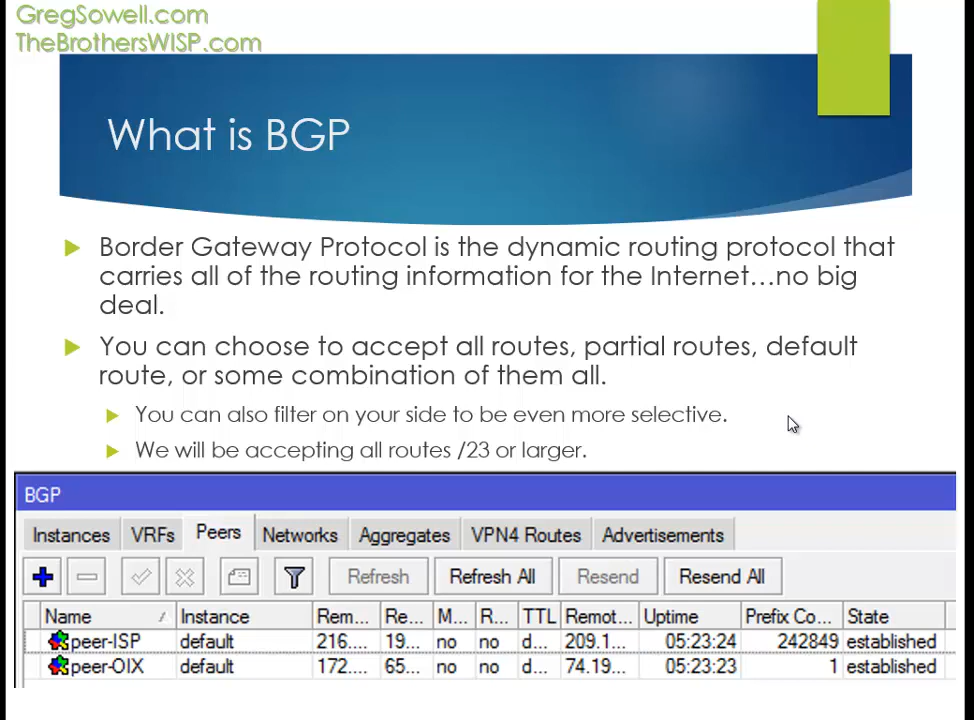 GregSowell.com
TheBrothersWISP.com
What is BGP
Border Gateway Protocol is the dynamic routing protocol that
carries all of the routing information for the Internet…no big
deal.
You can choose to accept all routes, partial routes, default
route, or some combination of them all.
You can also filter on your side to be even more selective.
We will be accepting all routes /23 or larger.
BGP
Instances VRFs Peers Networks Aggregates VPN4 Routes Advertisements
Refresh Refresh All Resend Resend All
Name Instance Rem... Re... M... R... TTL Remot... Uptime Prefix Co... State
peer-ISP default 216.... 19... no no d... 209.1... 05:23:24 242849 established
peer-OIX default 172.... 65... no no d... 74.19... 05:23:23 1 established